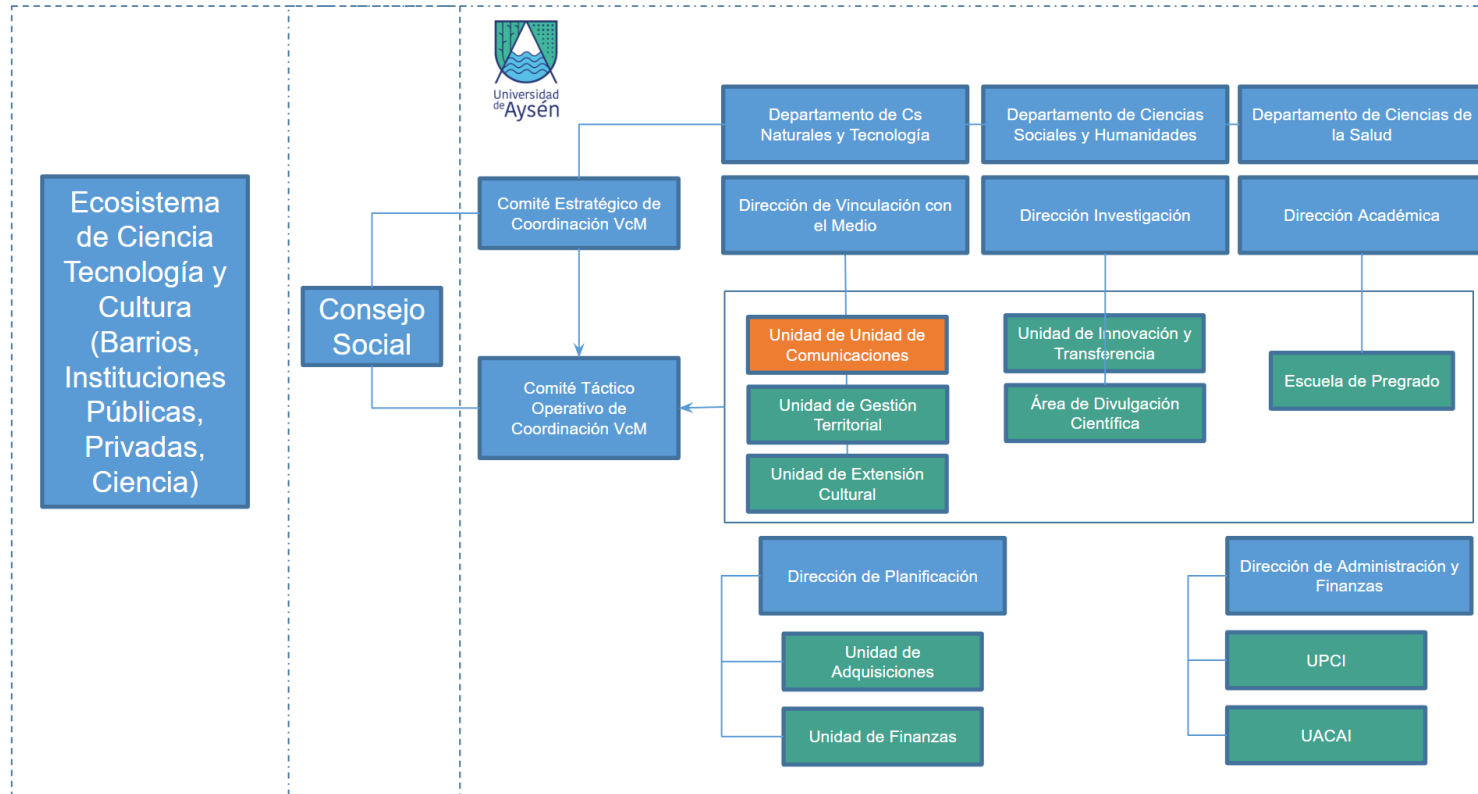 Universidad
de Aysén
Departamento de Cs
Naturales y Tecnología
Departamento de Ciencias
Sociales y Humanidades
Departamento de Ciencias de
la Salud
Ecosistema
de Ciencia
Tecnología y
Cultura
(Barrios,
Instituciones
Públicas,
Privadas,
Ciencia)
Consejo
Social
Comité Estratégico de
Coordinación VcM
Dirección de Vinculación con
el Medio
Dirección Investigación
Dirección Académica
Comité Táctico
Operativo de
Coordinación VcM
Unidad de Unidad de
Comunicaciones
Unidad de Gestión
Territorial
Unidad de Extensión
Cultural
Unidad de Innovación y
Transferencia
Área de Divulgación
Científica
Escuela de Pregrado
Dirección de Planificación
Unidad de
Adquisiciones
Unidad de Finanzas
Dirección de Administración y
Finanzas
UPCI
UACAI